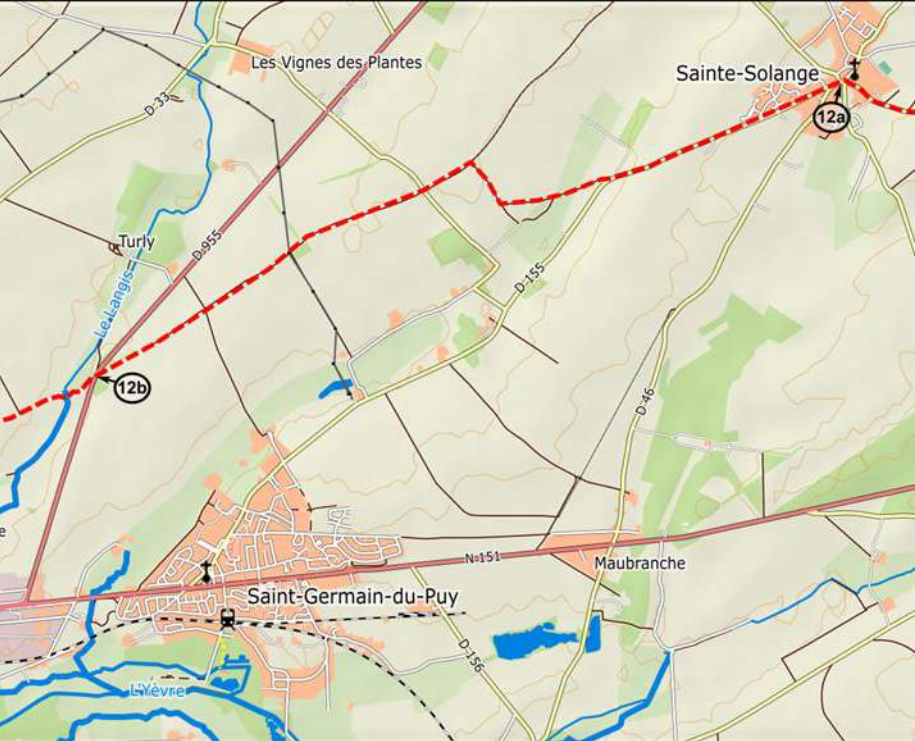 Les Vignes des Plantes
Sainte-Solange
D-33
12a
Turly
D-955
D-155
Le Langis
12b
D-46
N-151
Maubranche
Saint-Germain-du-Puy
D-156
L'Yèvre